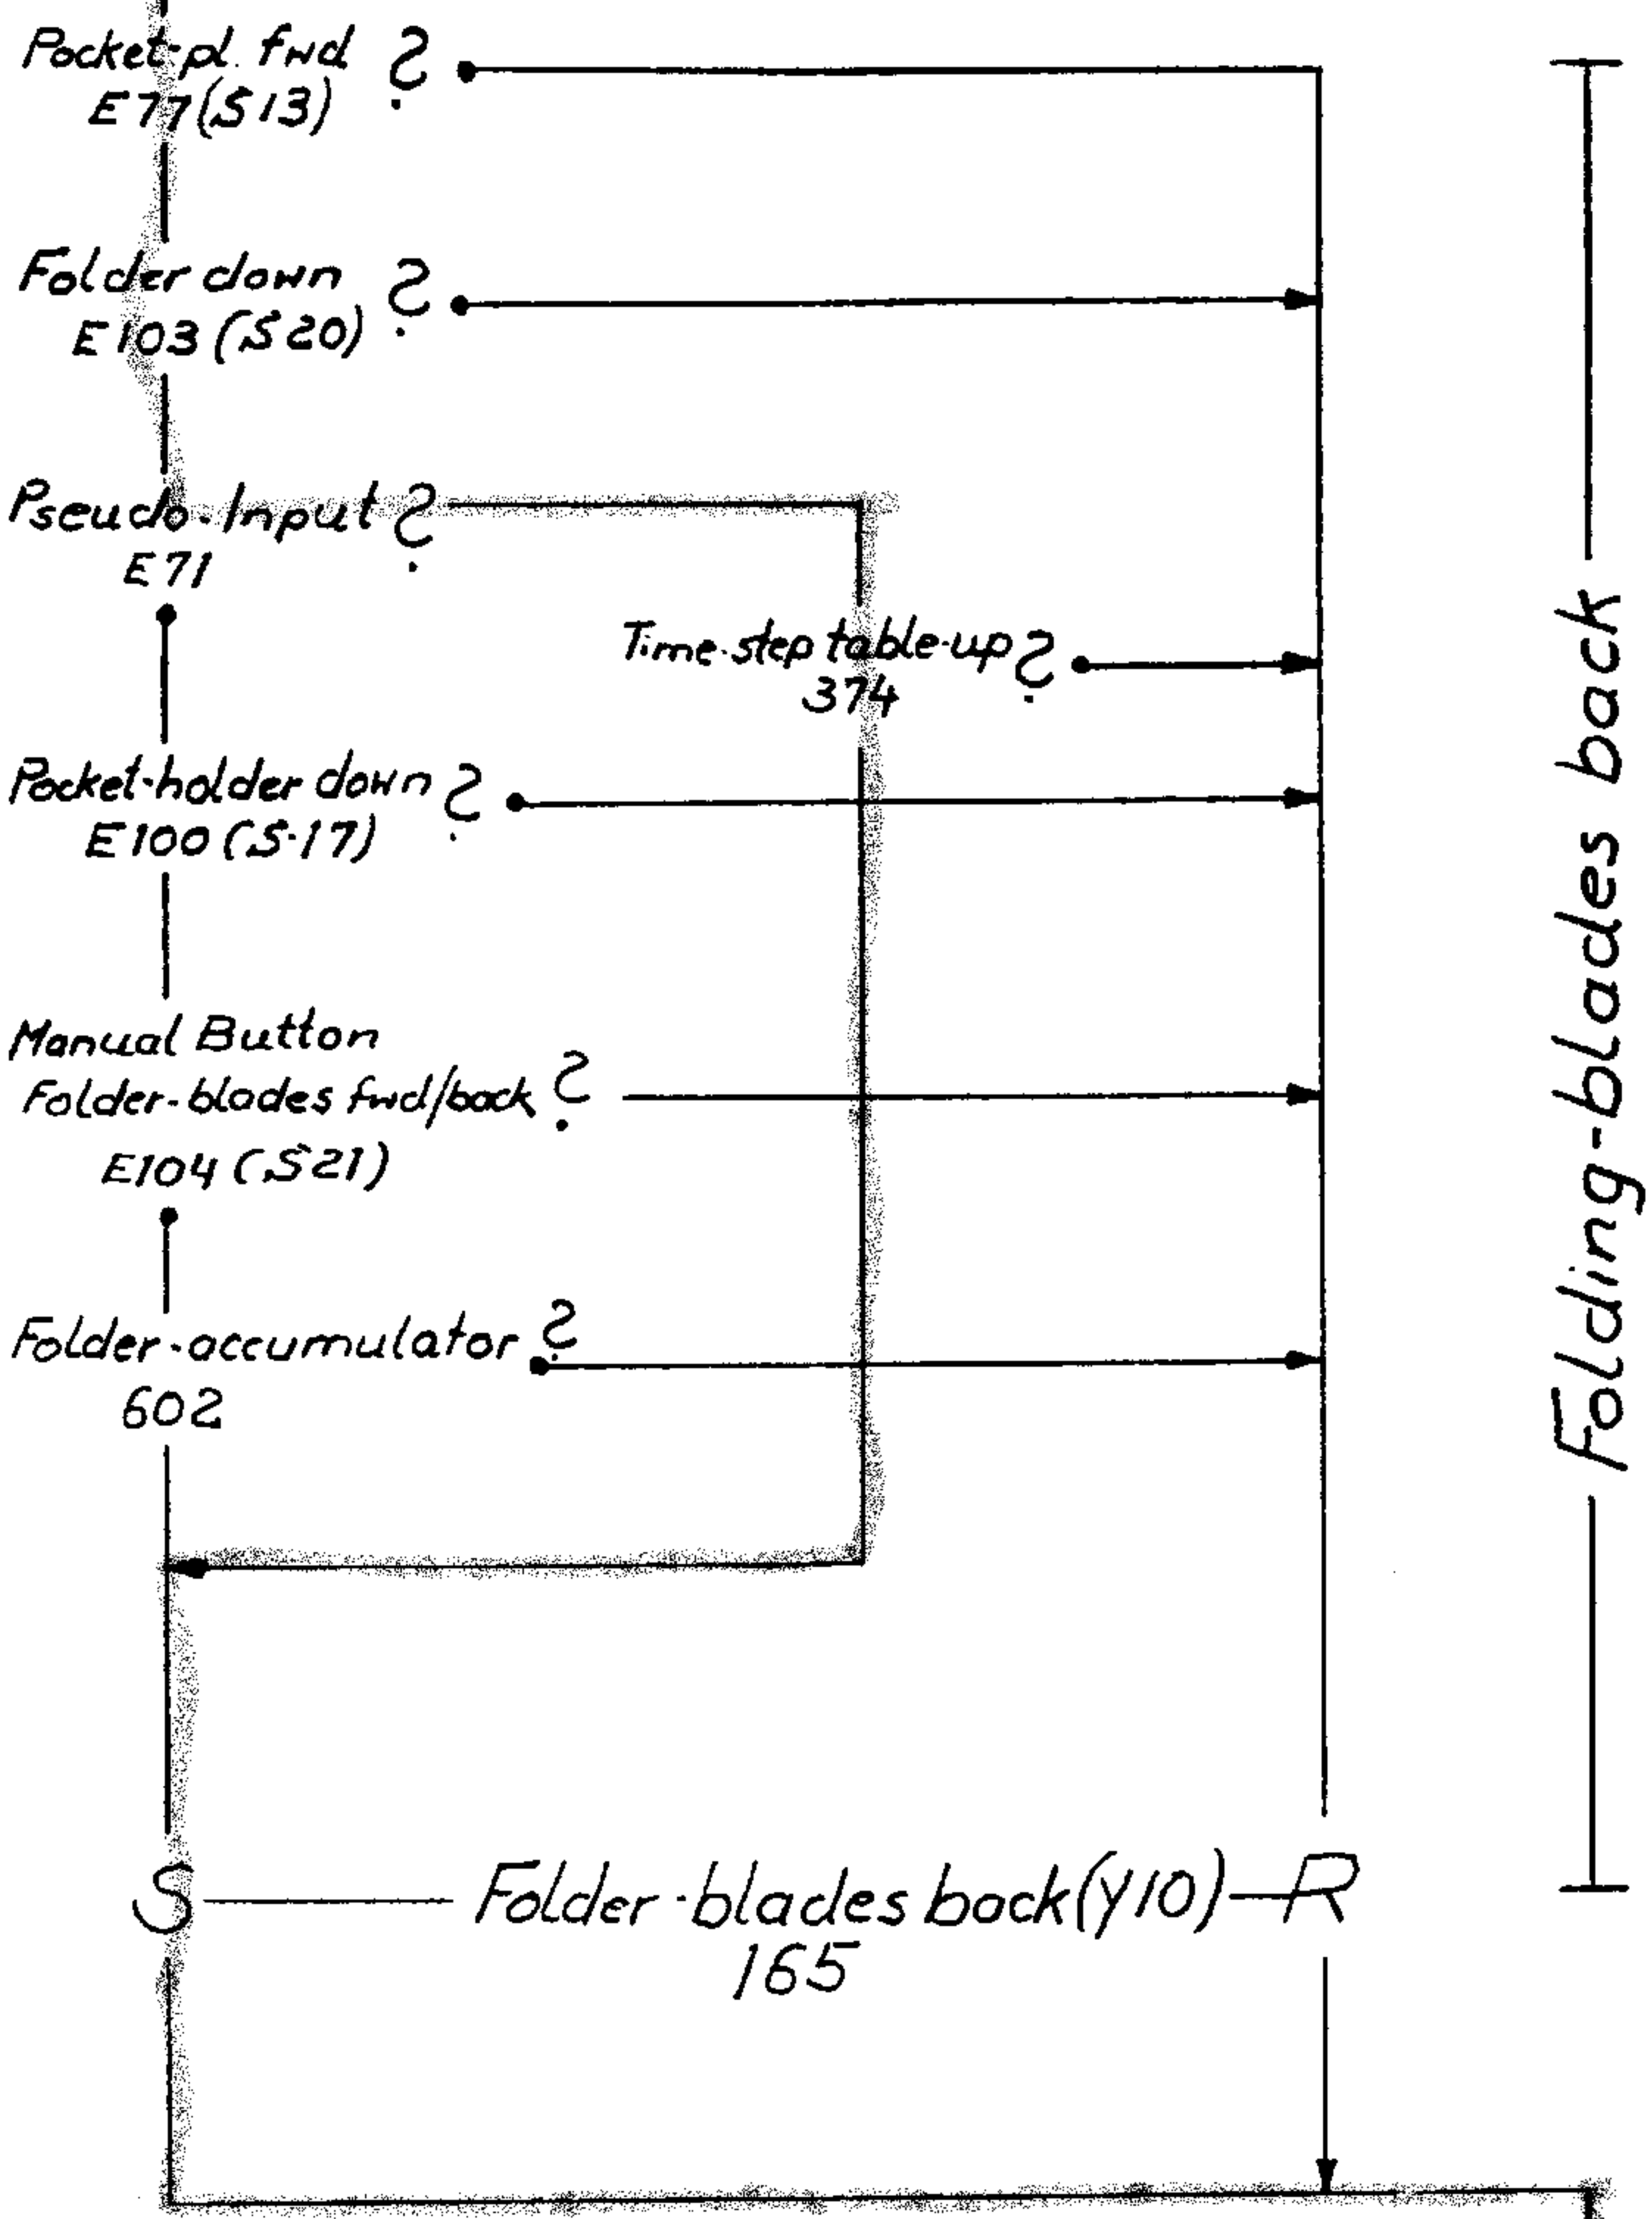 Pocket-pl. fwd ?
E77(S13)
Folder down ?
E103 (S20)
Pseudo-Input ?
E71
Time-step table-up ?
374
Pocket-holder down ?
E100 (S-17)
Manual Button
Folder-blades fwd/back ?
E104 (S21)
Folder-accumulator ?
602
S Folder-blades back (Y10) R
165
Folding-blades back